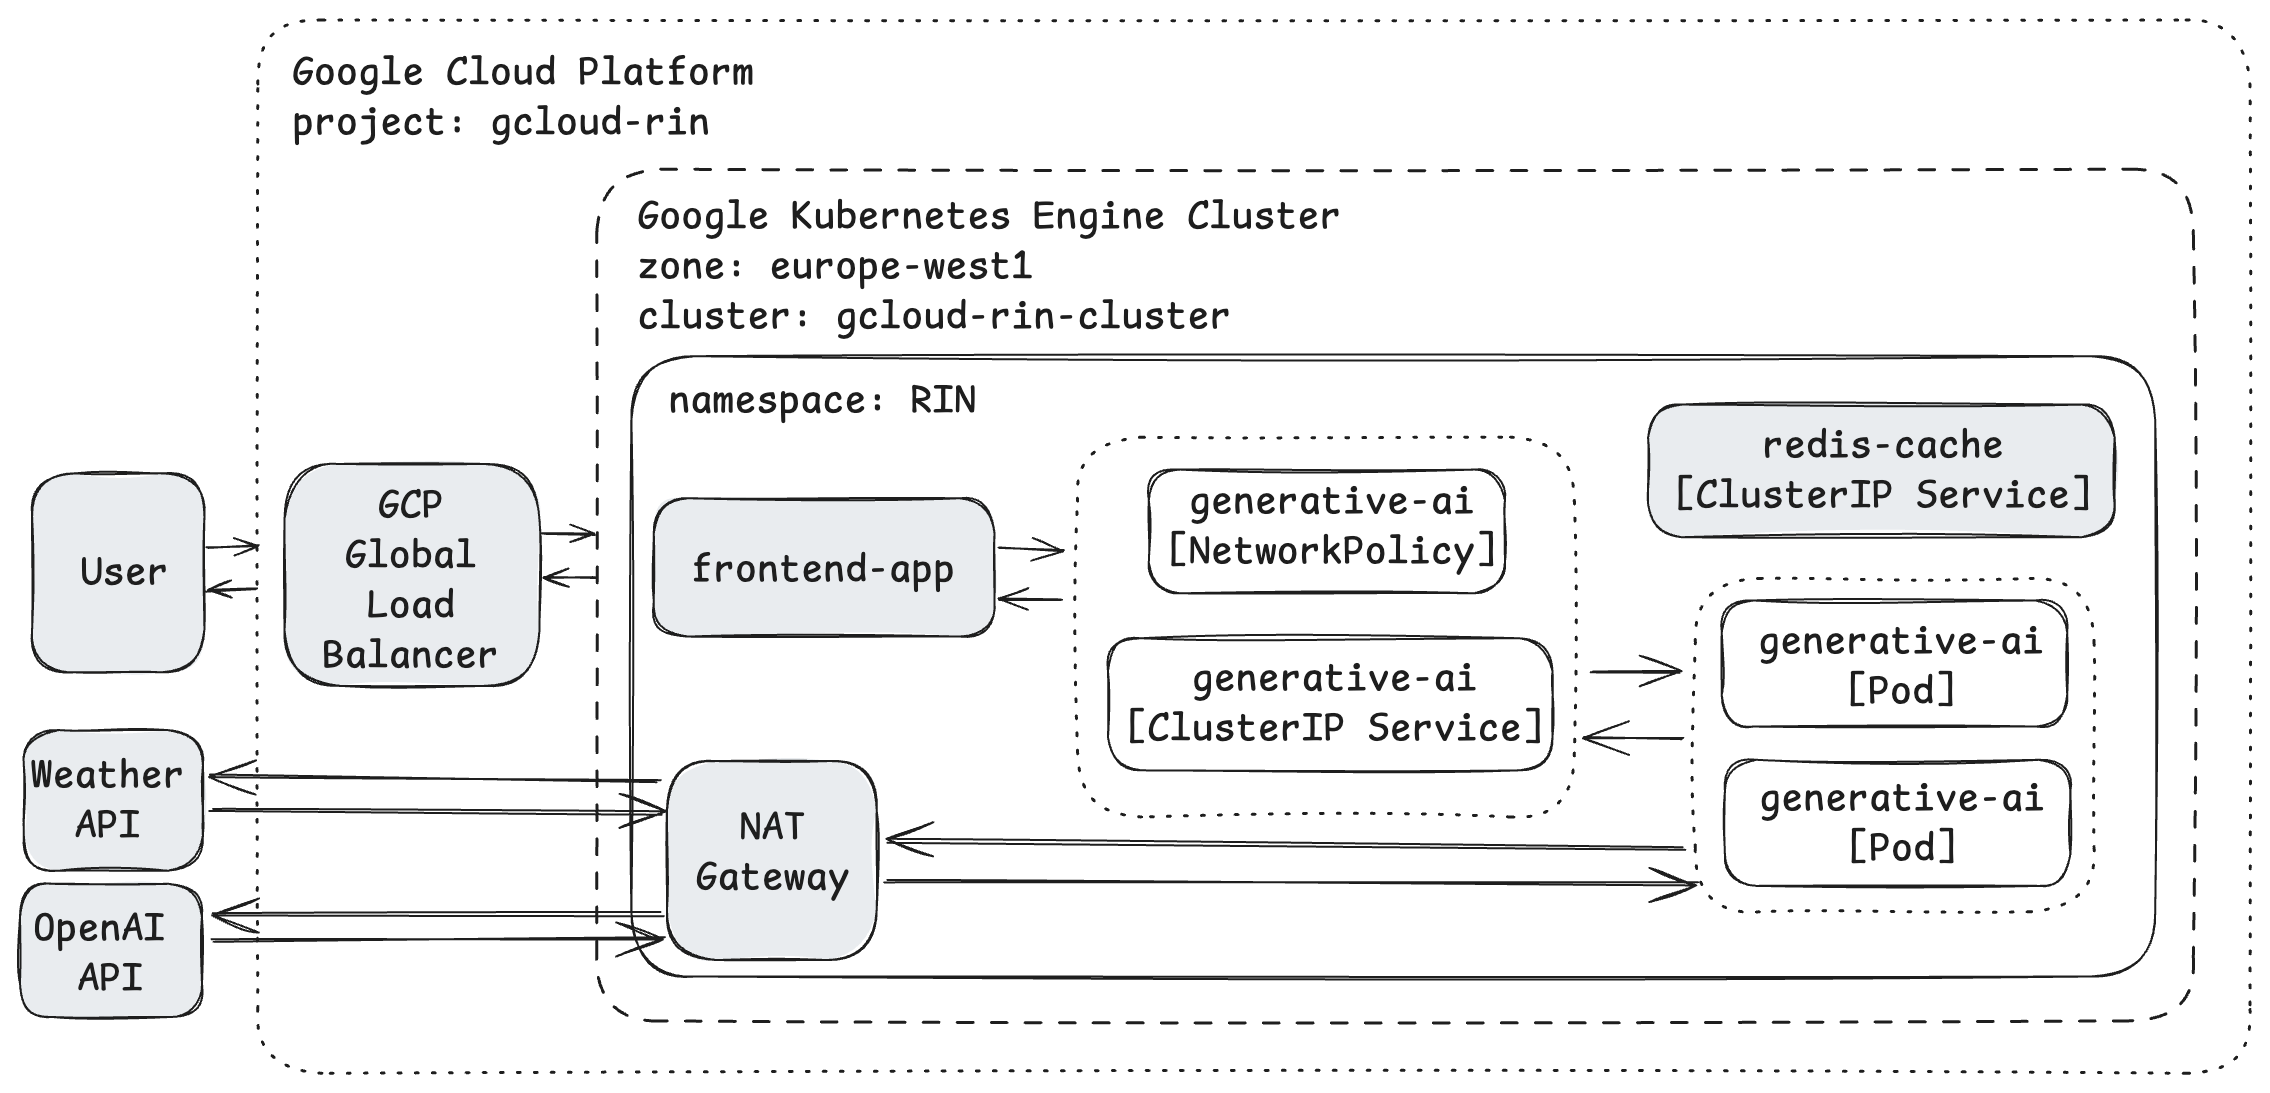 Google Cloud Platform
project: gcloud-rin
Google Kubernetes Engine Cluster
zone: europe-west1
cluster: gcloud-rin-cluster
namespace: RIN
User
GCP
Global
Load
Balancer
frontend-app
generative-ai
[NetworkPolicy]
generative-ai
[ClusterIP Service]
redis-cache
[ClusterIP Service]
generative-ai
[Pod]
generative-ai
[Pod]
Weather
API
OpenAI
API
NAT
Gateway